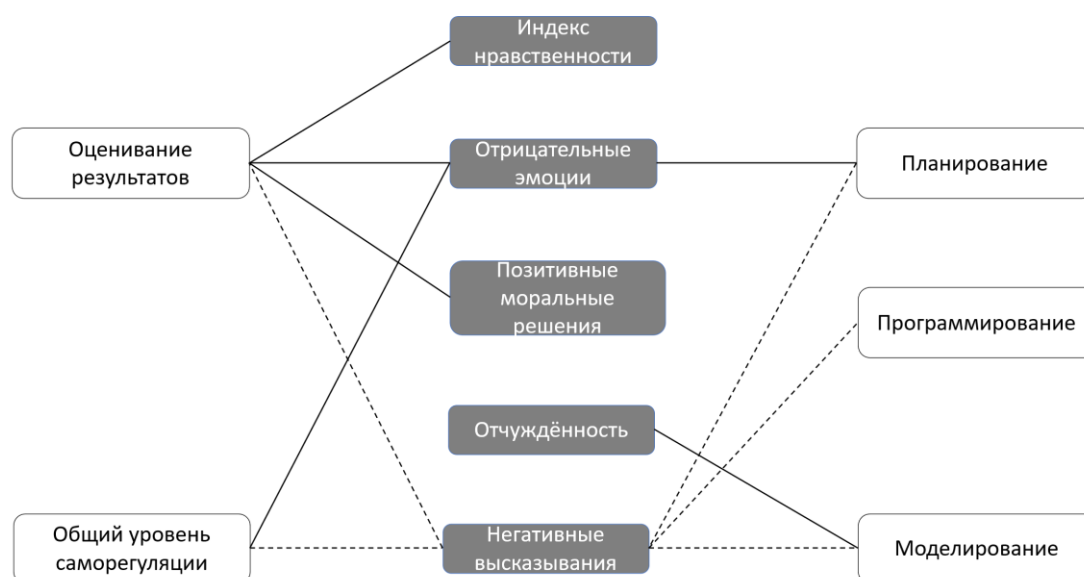 Индекс
нравственности
Оценивание
результатов
Отрицательные
эмоции
Планирование
Позитивные
моральные
решения
Программирование
Отчуждённость
Общий уровень
саморегуляции
Негативные
высказывания
Моделирование